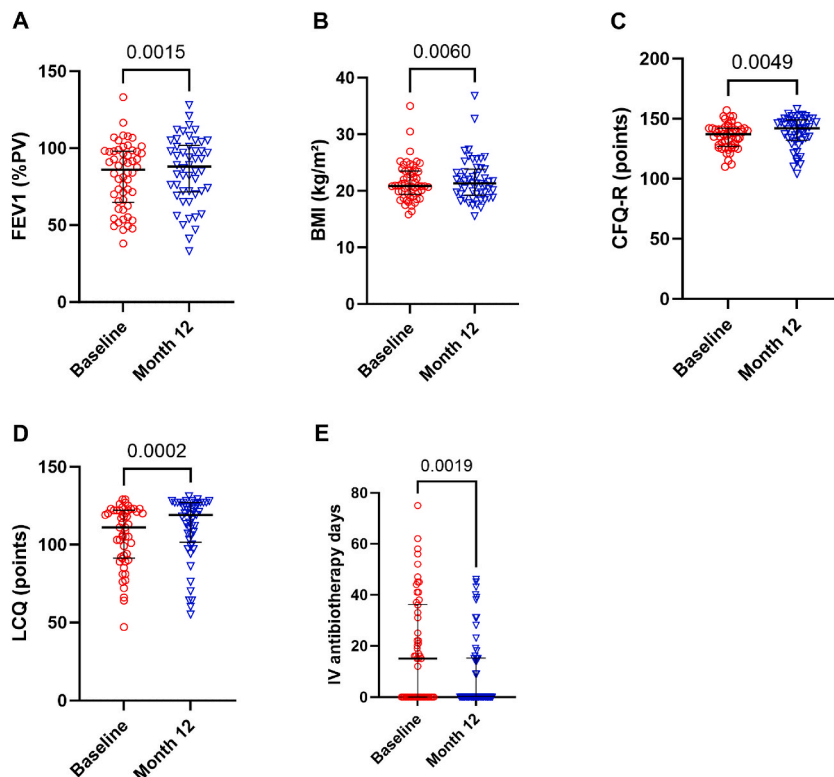 A
0.0015
FEV1 (%PV)
150
100
50
0
Baseline
Month 12
B
0.0060
BMI (kg/m²)
40
30
20
10
0
Baseline
Month 12
C
0.0049
CFQ-R (points)
200
150
100
50
0
Baseline
Month 12
D
0.0002
LCQ (points)
150
100
50
0
Baseline
Month 12
E
0.0019
IV antibiotherapy days
80
60
40
20
0
Baseline
Month 12